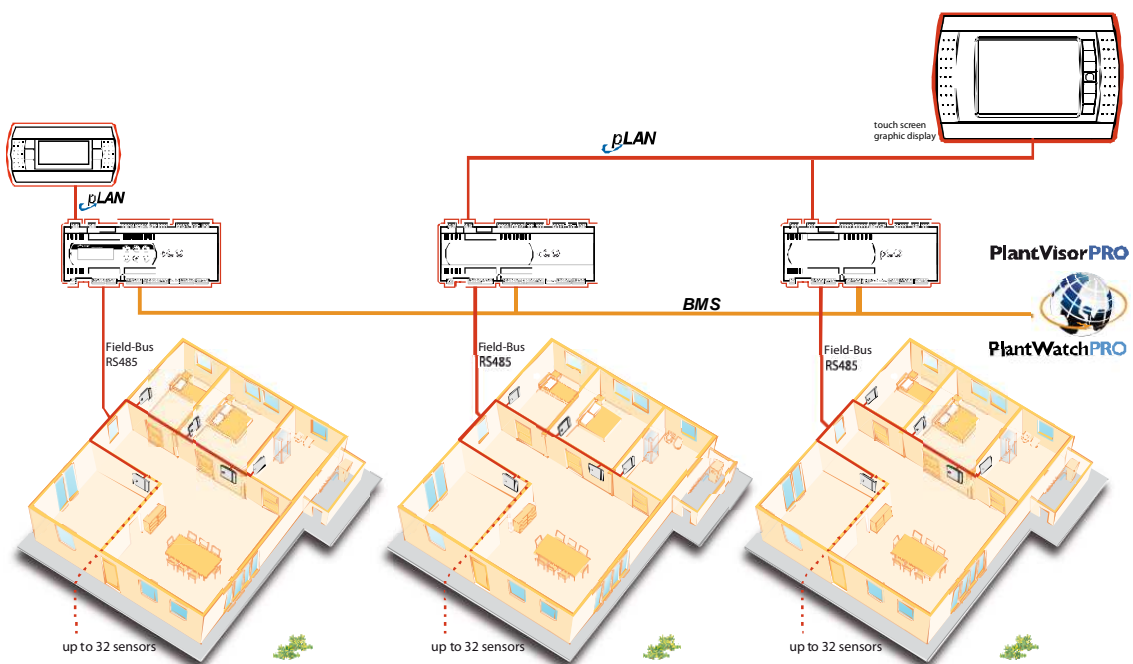 touch screen
graphic display
pLAN
pLAN
PlantVisorPRO
BMS
PlantWatchPRO
Field-Bus
RS485
Field-Bus
RS485
Field-Bus
RS485
up to 32 sensors
up to 32 sensors
up to 32 sensors